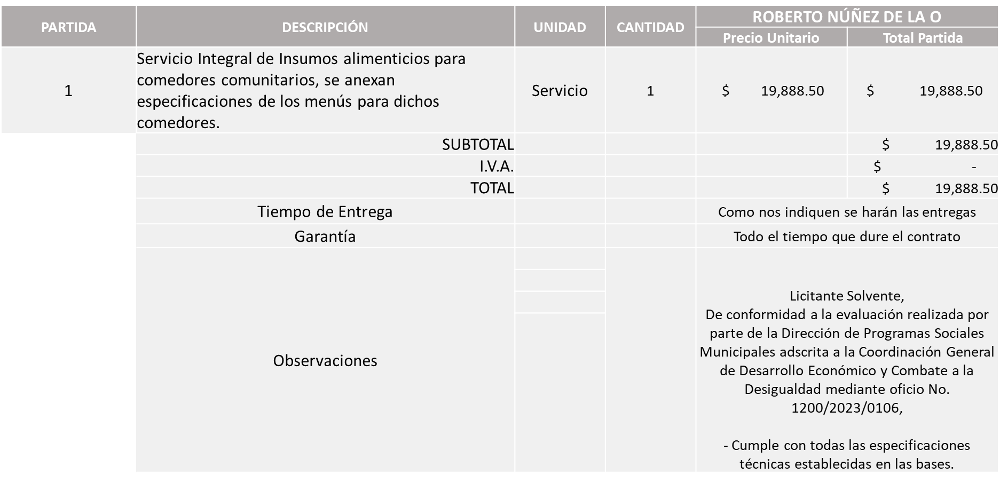 PARTIDA
DESCRIPCIÓN
UNIDAD
CANTIDAD
ROBERTO NÚÑEZ DE LA O
Precio Unitario
Total Partida
1
Servicio Integral de Insumos alimenticios para
comedores comunitarios, se anexan
especificaciones de los menús para dichos
comedores.
Servicio
1
$ 19,888.50
$ 19,888.50
SUBTOTAL
$ 19,888.50
I.V.A.
$ -
TOTAL
$ 19,888.50
Tiempo de Entrega
Como nos indiquen se harán las entregas
Garantía
Todo el tiempo que dure el contrato
Observaciones
Licitante Solvente,
De conformidad a la evaluación realizada por
parte de la Dirección de Programas Sociales
Municipales adscrita a la Coordinación General
de Desarrollo Económico y Combate a la
Desigualdad mediante oficio No.
1200/2023/0106,
- Cumple con todas las especificaciones
técnicas establecidas en las bases.